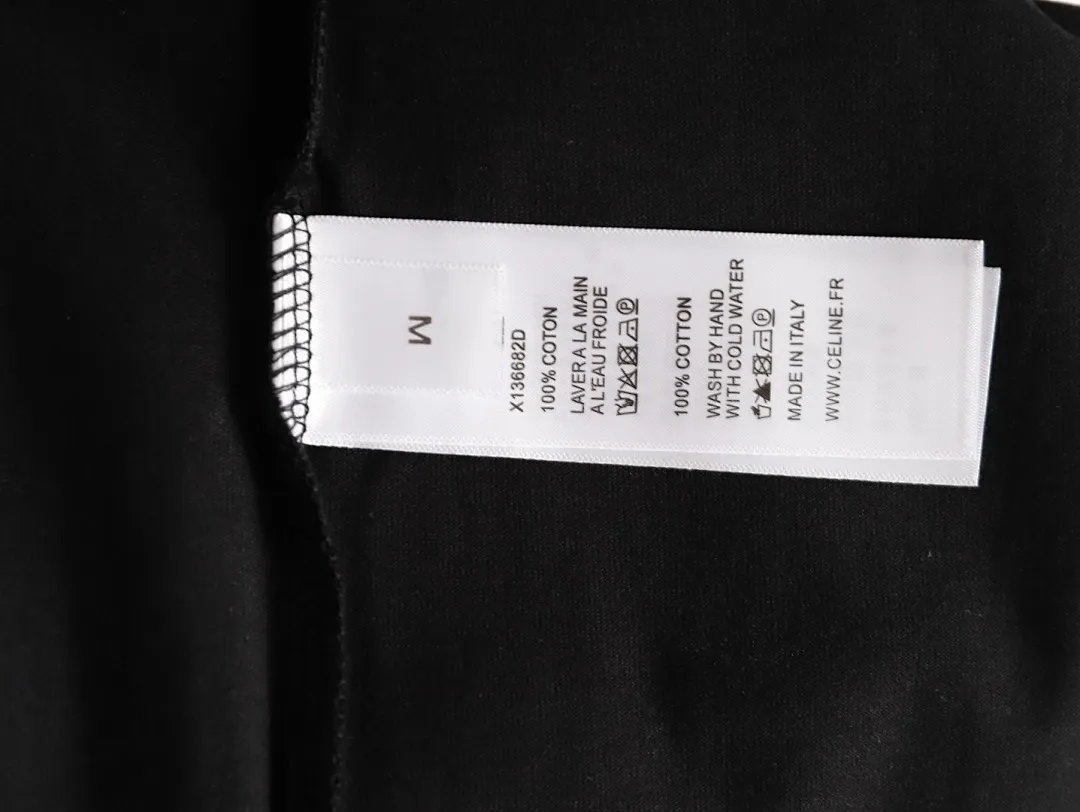 M
X136682D
100% COTON
LAVER A LA MAIN
A L'EAU FROIDE
100% COTTON
WASH BY HAND
WITH COLD WATER
MADE IN ITALY
WWW.CELINE.FR